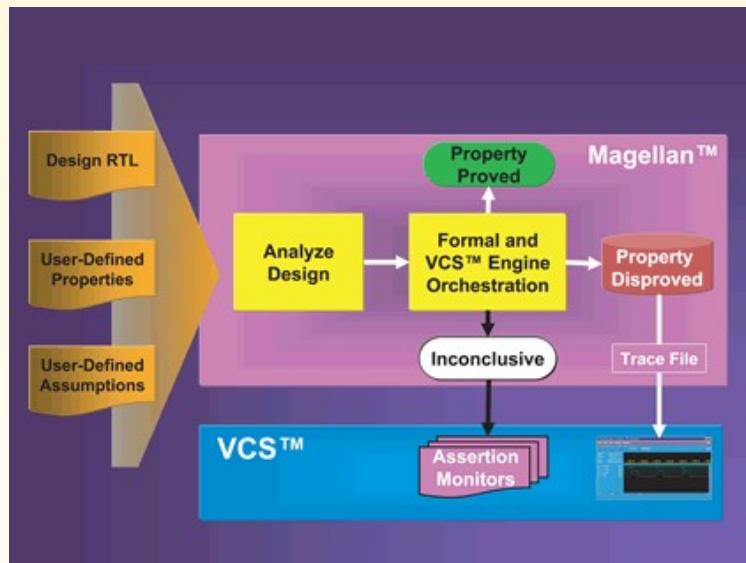 Design RTL
User-Defined
Properties
User-Defined
Assumptions
Magellan™
Property
Proved
Analyze
Design
Formal and
VCS™ Engine
Orchestration
Property
Disproved
Inconclusive
Trace File
VCS™
Assertion
Monitors